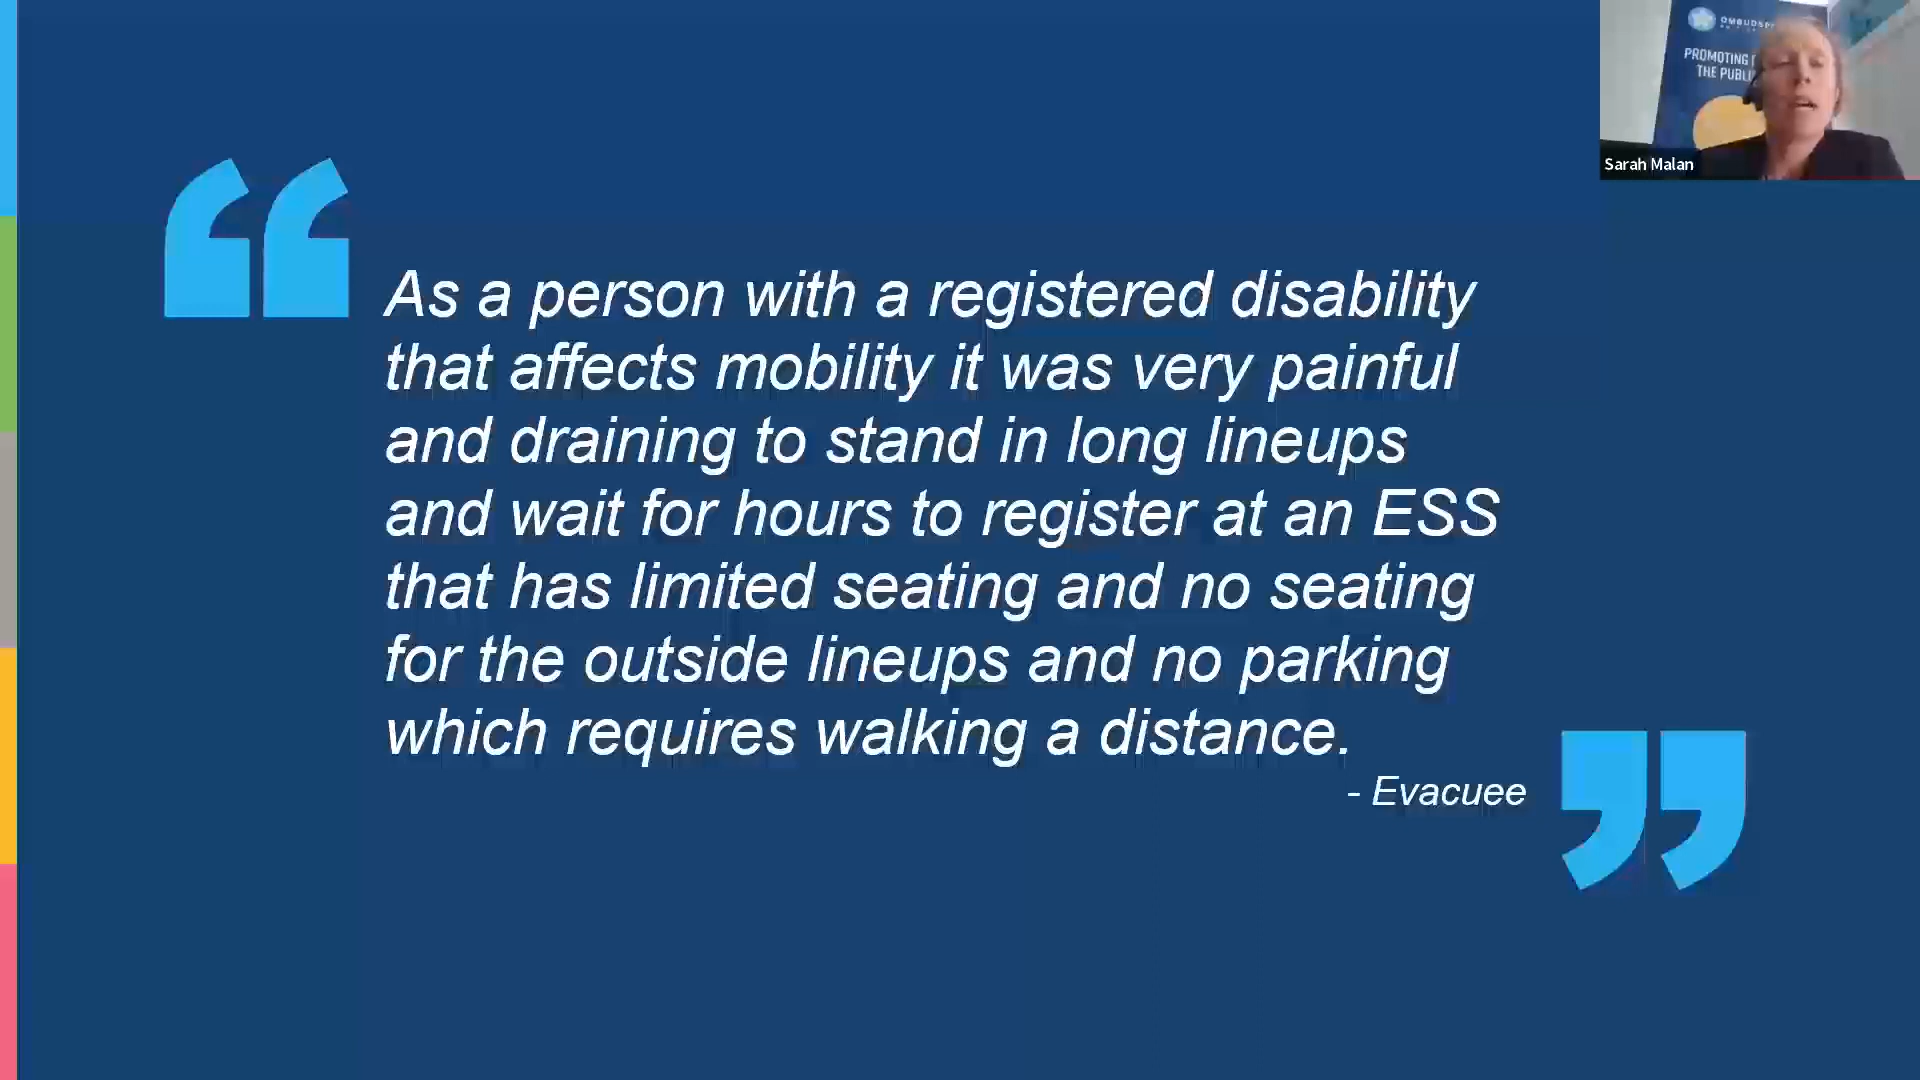 OMBUDSP
PROMOTING
THE PUBLI
Sarah Malan
As a person with a registered disability
that affects mobility it was very painful
and draining to stand in long lineups
and wait for hours to register at an ESS
that has limited seating and no seating
for the outside lineups and no parking
which requires walking a distance.
- Evacuee